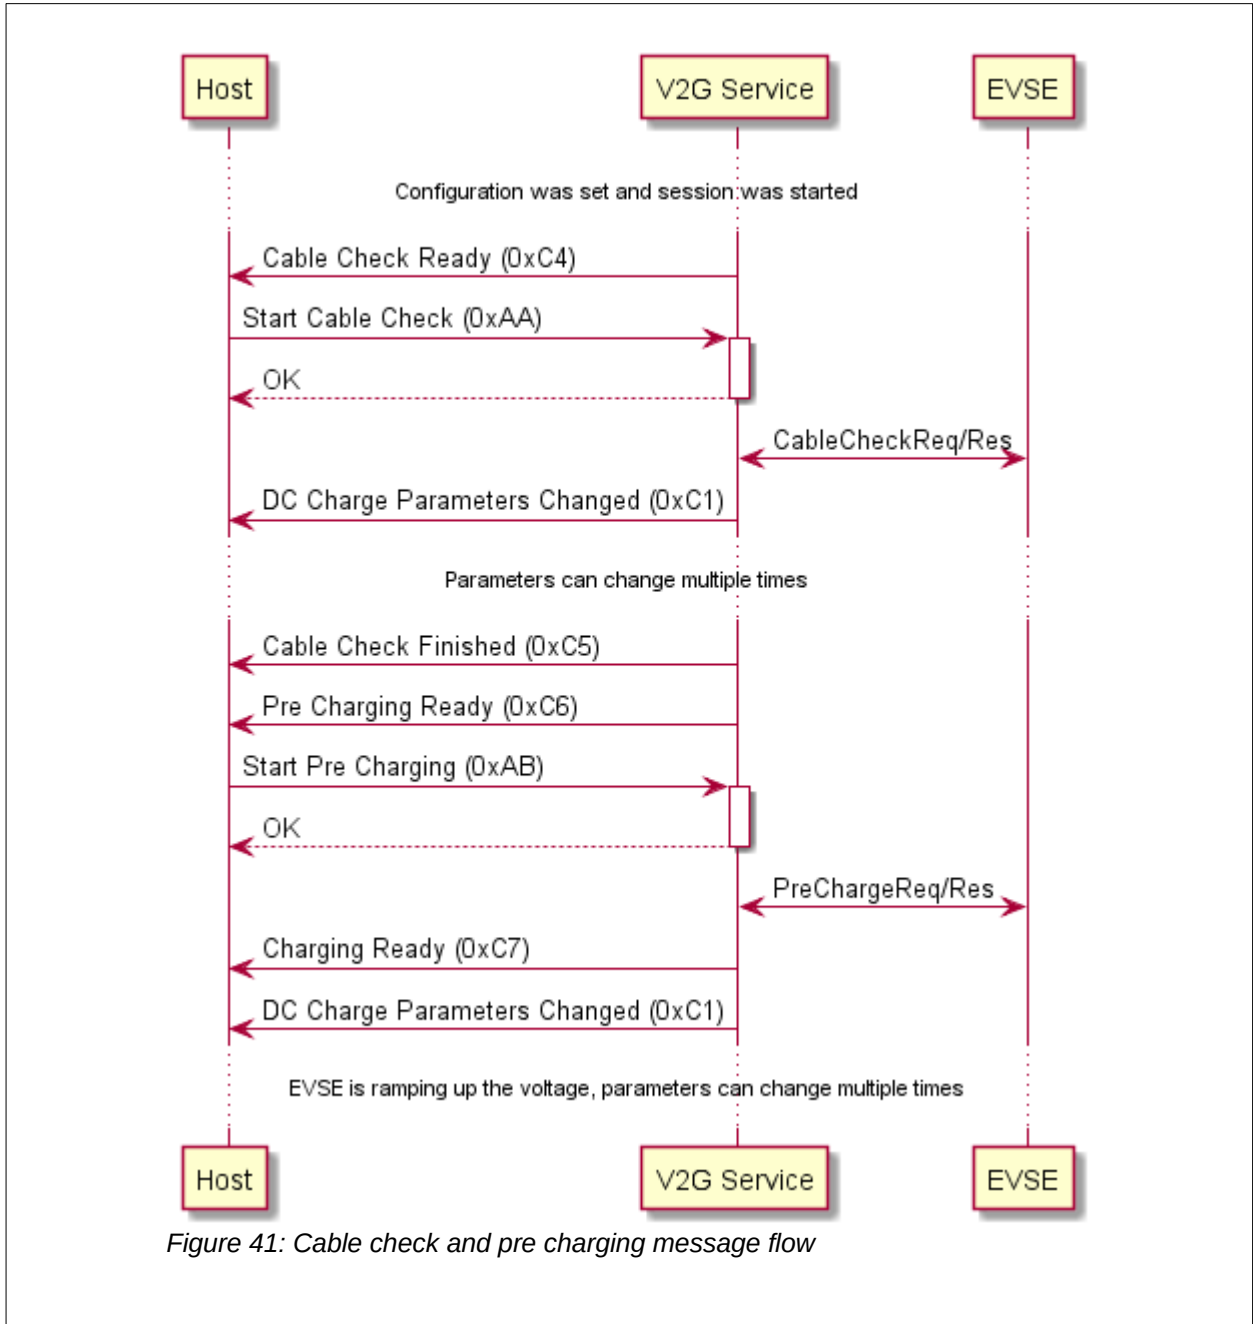 Host
V2G Service
EVSE
Configuration was set and session was started
Cable Check Ready (0xC4)
Start Cable Check (0xAA)
OK
CableCheckReq/Res
DC Charge Parameters Changed (0xC1)
Parameters can change multiple times
Cable Check Finished (0xC5)
Pre Charging Ready (0xC6)
Start Pre Charging (0xAB)
OK
PreChargeReq/Res
Charging Ready (0xC7)
DC Charge Parameters Changed (0xC1)
EVSE is ramping up the voltage, parameters can change multiple times
Host
V2G Service
EVSE
Figure 41: Cable check and pre charging message flow